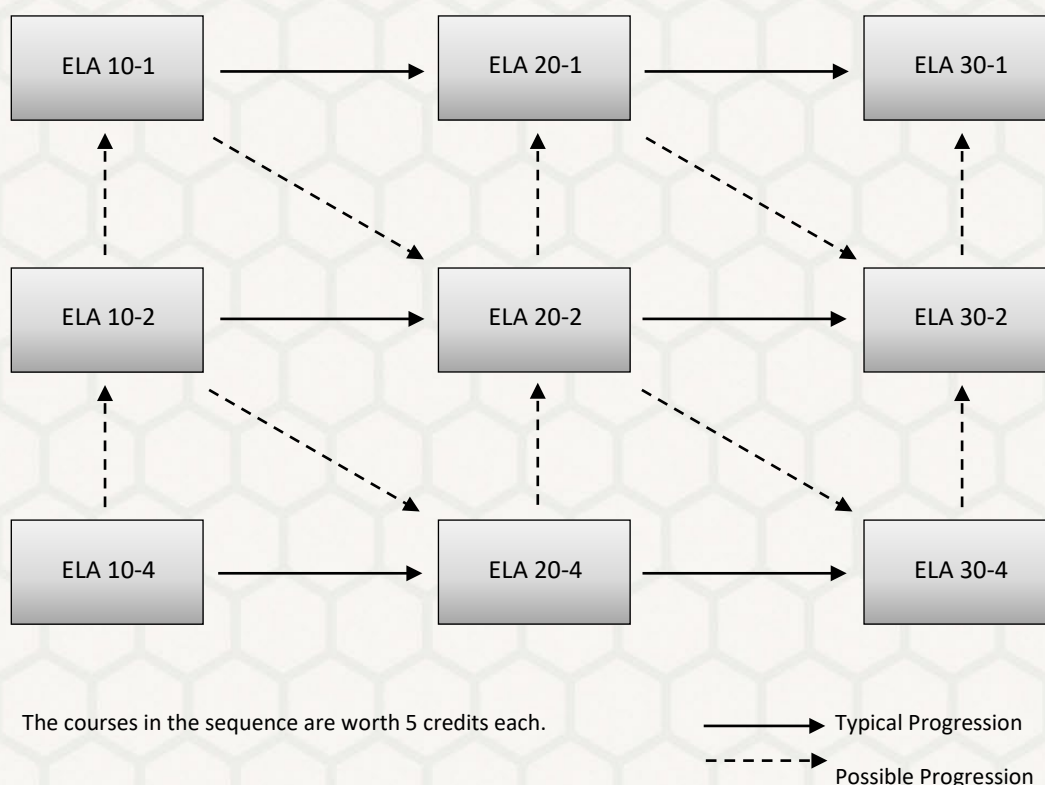 ELA 10-1 ELA 20-1 ELA 30-1
ELA 10-2 ELA 20-2 ELA 30-2
ELA 10-4 ELA 20-4 ELA 30-4
The courses in the sequence are worth 5 credits each.
Typical Progression
Possible Progression